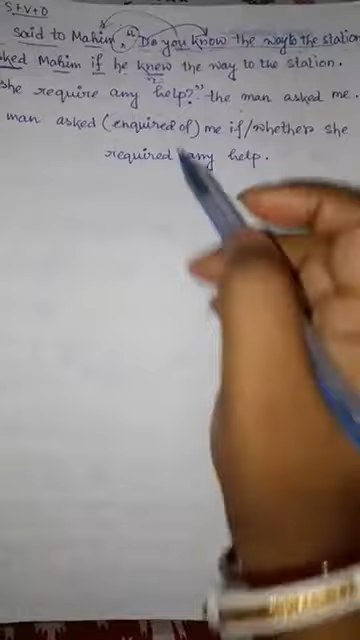 S+V+O
Said to Mahim, "Do you know the way to the station
asked Mahim if he knew the way to the station.
V2
she require any help?" the man asked me.
man asked (enquired of) me if/whether she
required any help.